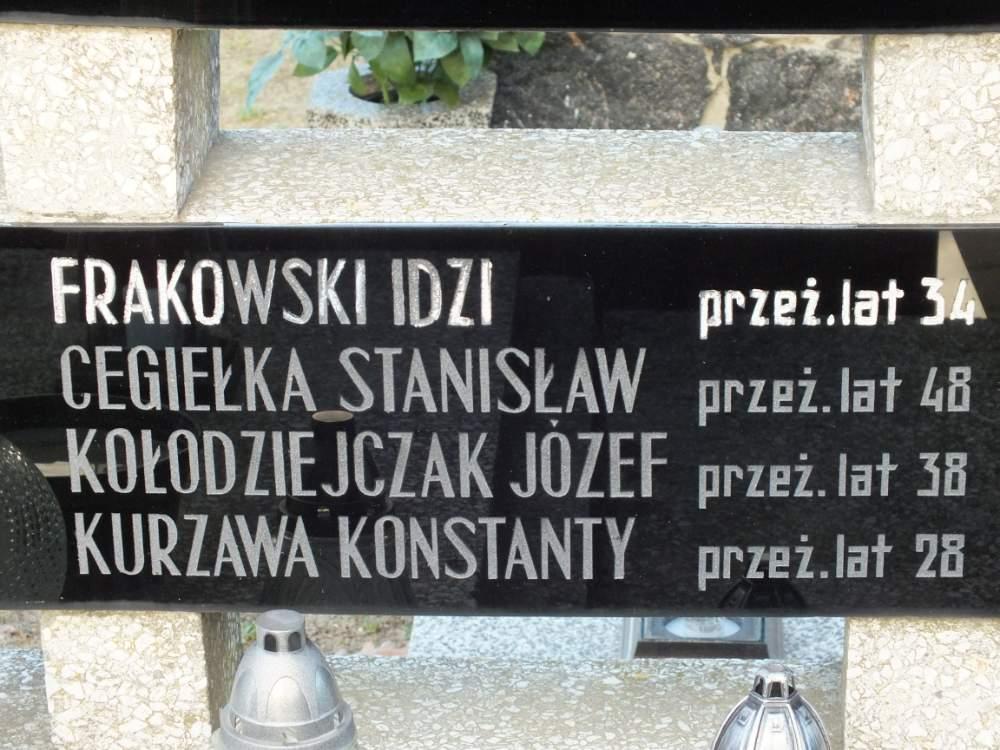 FRAKOWSKI IDZI przeż.lat 34
CEGIEŁKA STANISŁAW przeż.lat 48
KOŁODZIEJCZAK JÓZEF przeż.lat 38
KURZAWA KONSTANTY przeż.lat 28